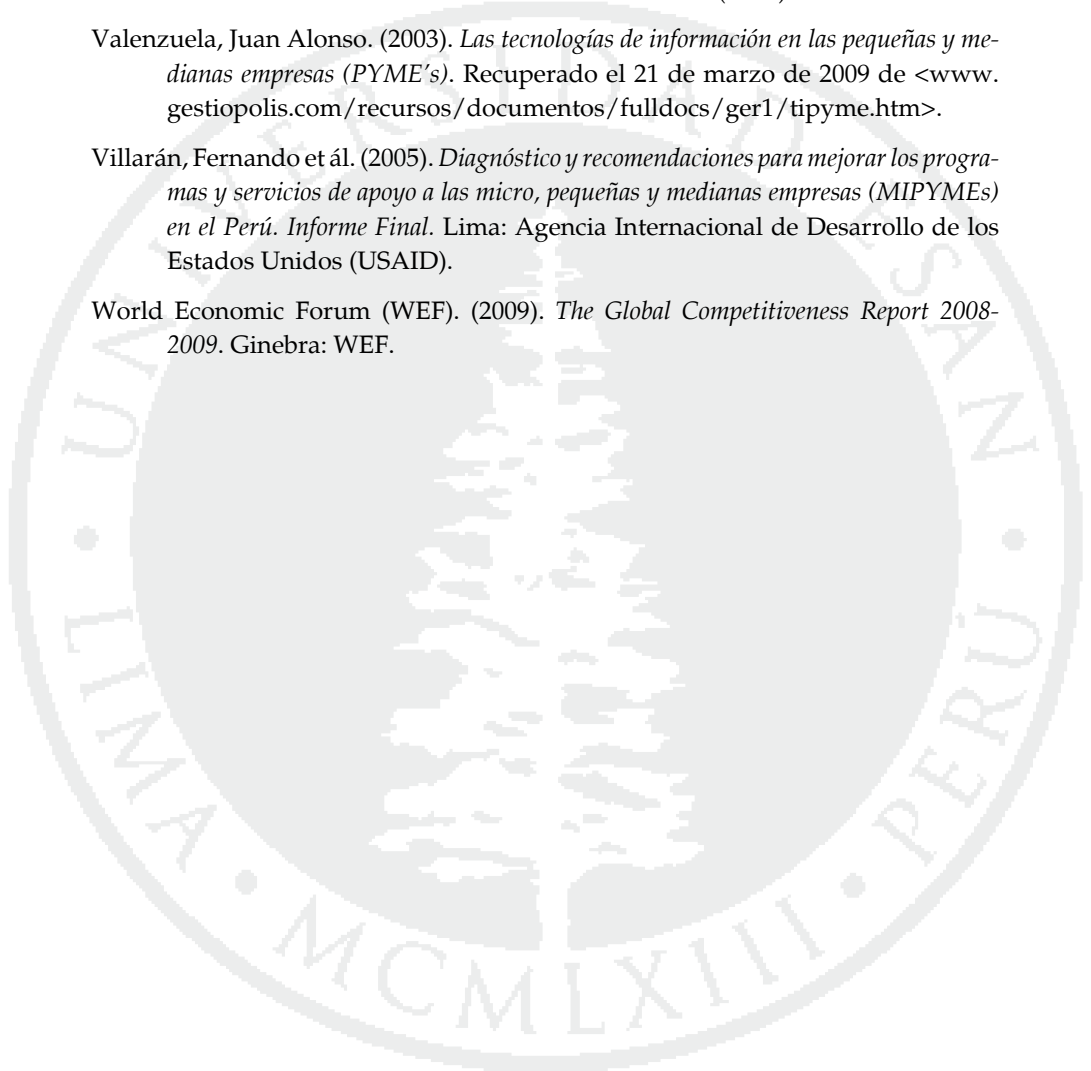 Valenzuela, Juan Alonso. (2003). Las tecnologías de información en las pequeñas y me-
dianas empresas (PYME's). Recuperado el 21 de marzo de 2009 de <www.
gestiopolis.com/recursos/documentos/fulldocs/ger1/tipyme.htm>.
Villarán, Fernando et ál. (2005). Diagnóstico y recomendaciones para mejorar los progra-
mas y servicios de apoyo a las micro, pequeñas y medianas empresas (MIPYMEs)
en el Perú. Informe Final. Lima: Agencia Internacional de Desarrollo de los
Estados Unidos (USAID).
World Economic Forum (WEF). (2009). The Global Competitiveness Report 2008-
2009. Ginebra: WEF.
UNIVERSIDAD ESAN • LIMA • MCMLXIII • PERÚ •